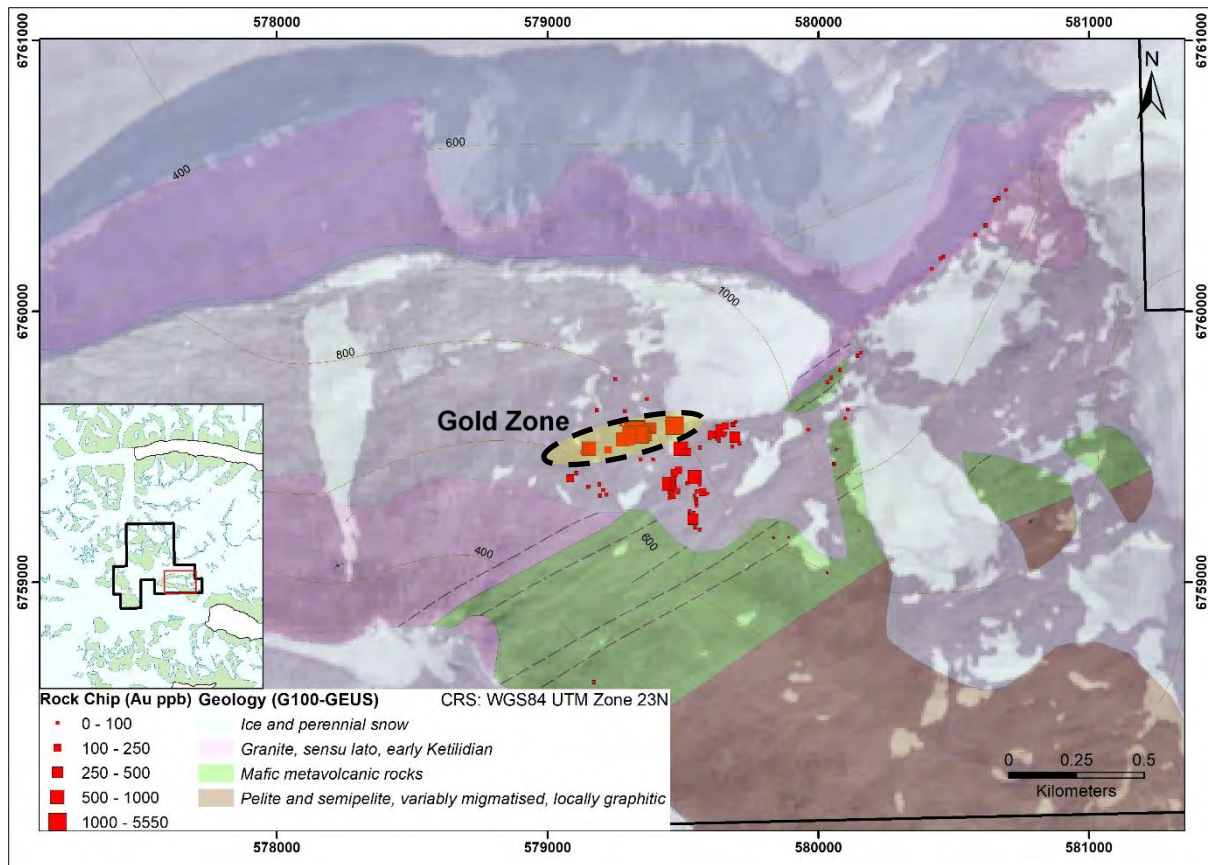 578000 579000 580000 581000
6761000 6761000
N
600
400
1000
6760000 6760000
800
Gold Zone
600
400
6759000 6759000
Rock Chip (Au ppb) Geology (G100-GEUS) CRS: WGS84 UTM Zone 23N
0 - 100 Ice and perennial snow
100 - 250 Granite, sensu lato, early Ketilidian
250 - 500 Mafic metavolcanic rocks
500 - 1000 Pelite and semipelite, variably migmatised, locally graphitic
1000 - 5550
0 0.25 0.5
Kilometers
578000 579000 580000 581000